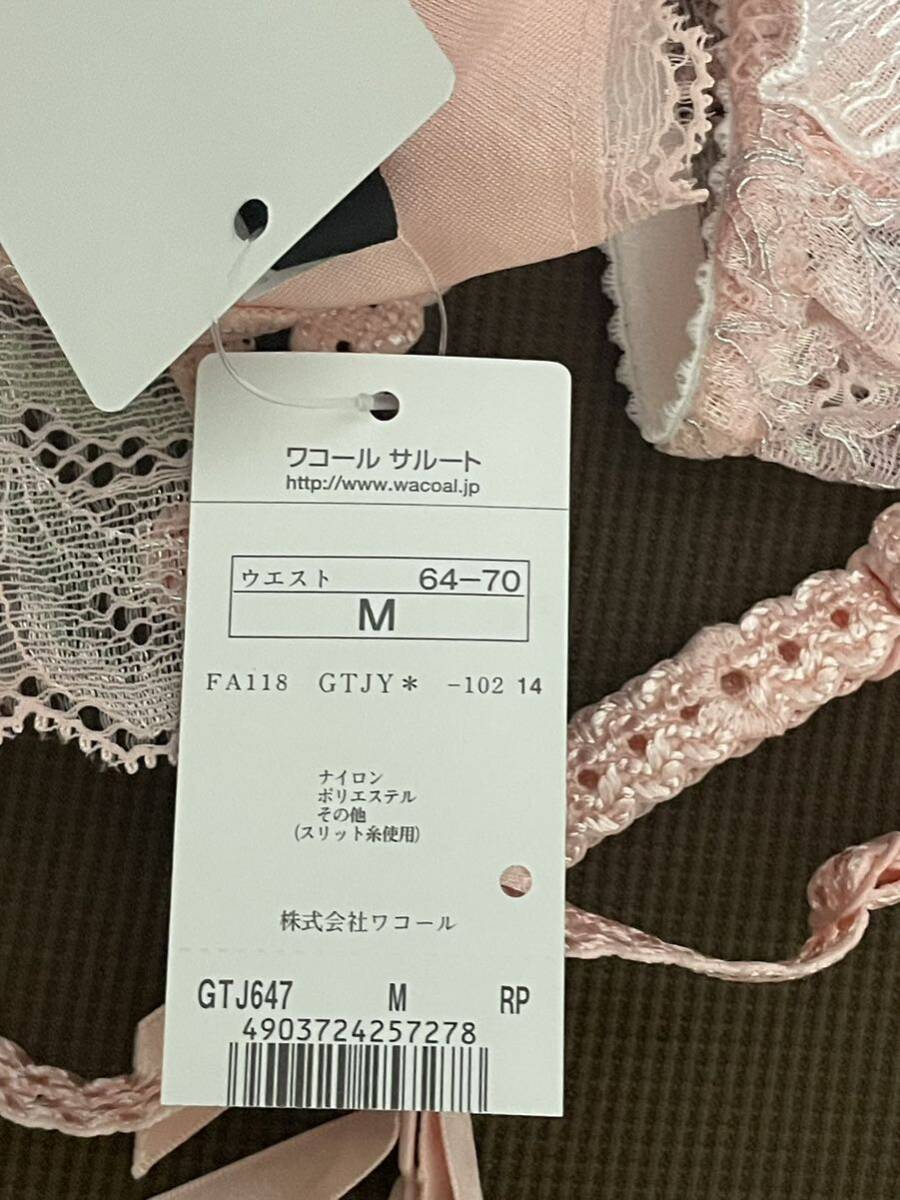 ワコール サルート
http://www.wacoal.jp
ウエスト 64-70
M
FA118 GTJY* -102 14
ナイロン
ポリエステル
その他
(スリット糸使用)
株式会社ワコール
GTJ647 M RP
4903724257278